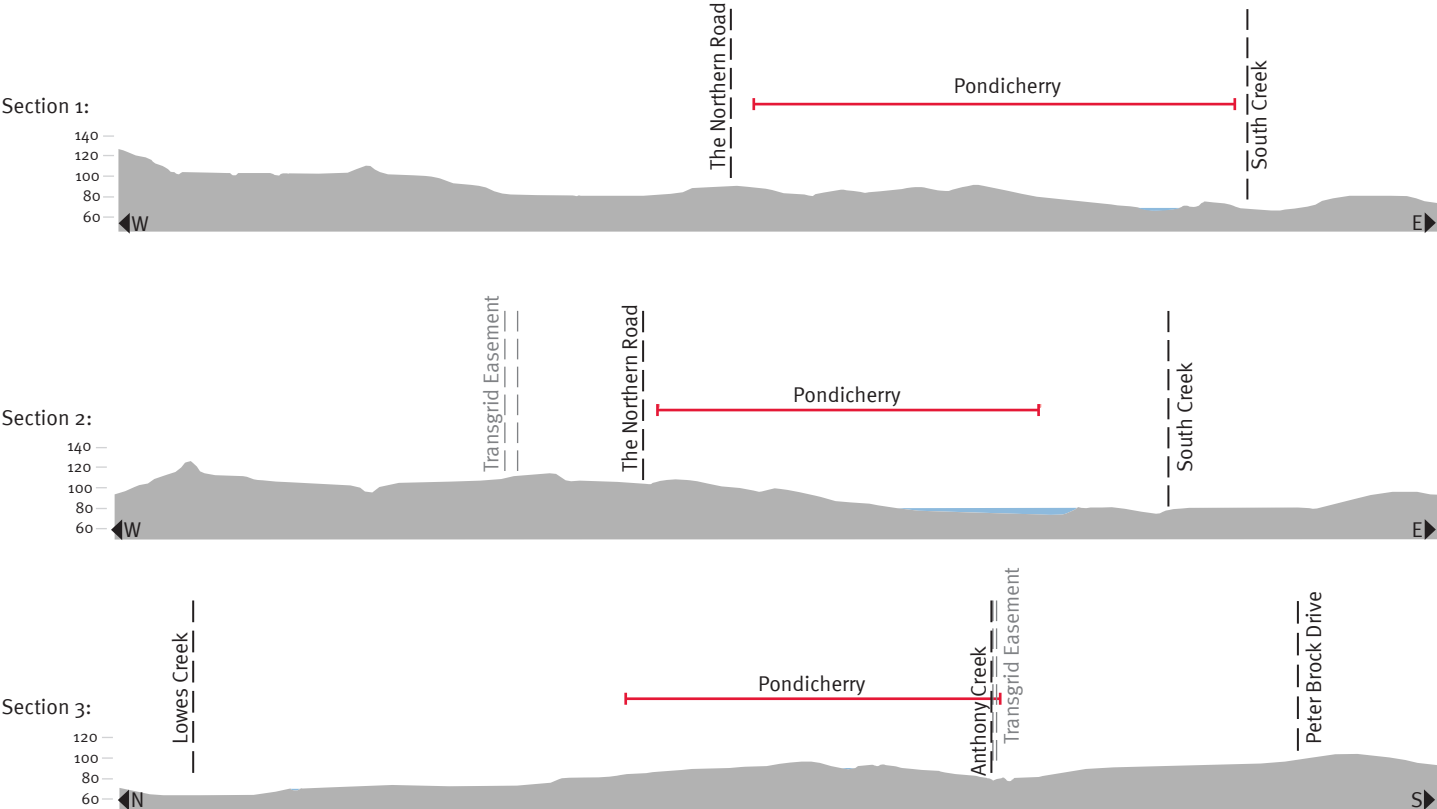 Section 1:
The Northern Road
Pondicherry
South Creek
140
120
100
80
60
W
E
Section 2:
Transgrid Easement
The Northern Road
Pondicherry
South Creek
140
120
100
80
60
W
E
Section 3:
Lowes Creek
Pondicherry
Anthony Creek
Transgrid Easement
Peter Brock Drive
120
100
80
60
N
S